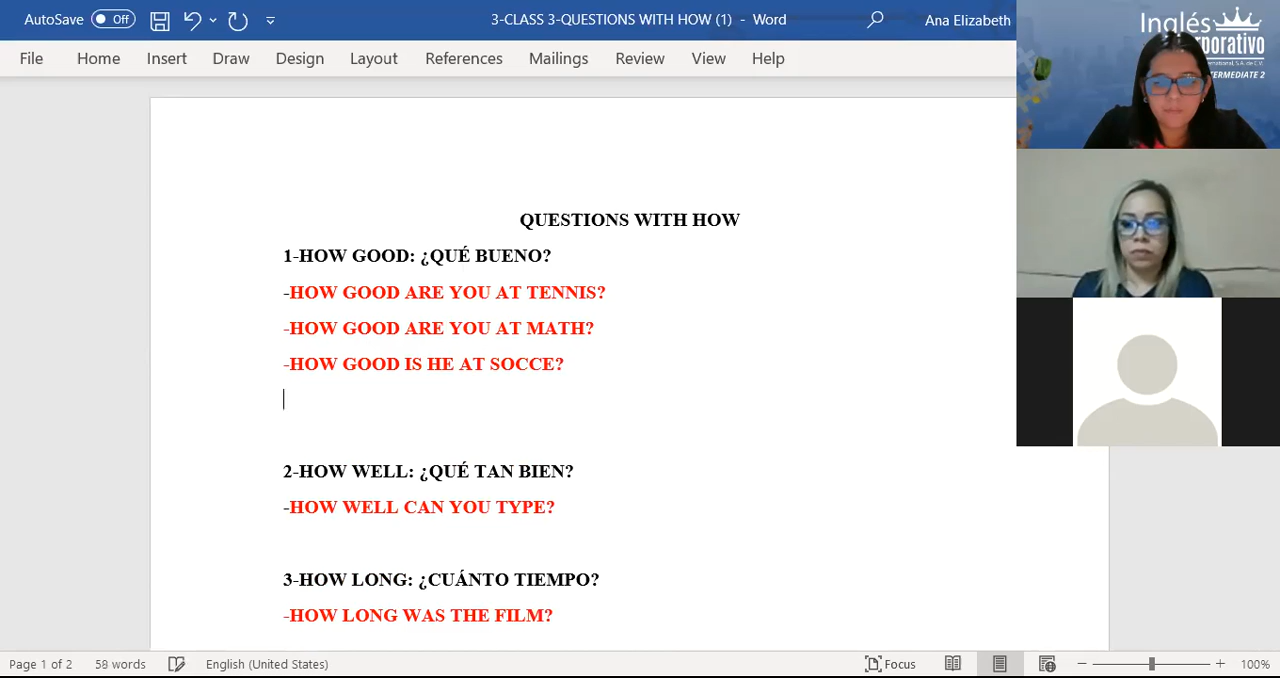 AutoSave Off 3-CLASS 3-QUESTIONS WITH HOW (1) - Word Ana Elizabeth
File Home Insert Draw Design Layout References Mailings Review View Help
Inglés
INTERMEDIATE 2
QUESTIONS WITH HOW
1-HOW GOOD: ¿QUÉ BUENO?
-HOW GOOD ARE YOU AT TENNIS?
-HOW GOOD ARE YOU AT MATH?
-HOW GOOD IS HE AT SOCCE?
2-HOW WELL: ¿QUÉ TAN BIEN?
-HOW WELL CAN YOU TYPE?
3-HOW LONG: ¿CUÁNTO TIEMPO?
-HOW LONG WAS THE FILM?
Page 1 of 2 58 words English (United States) Focus 100%